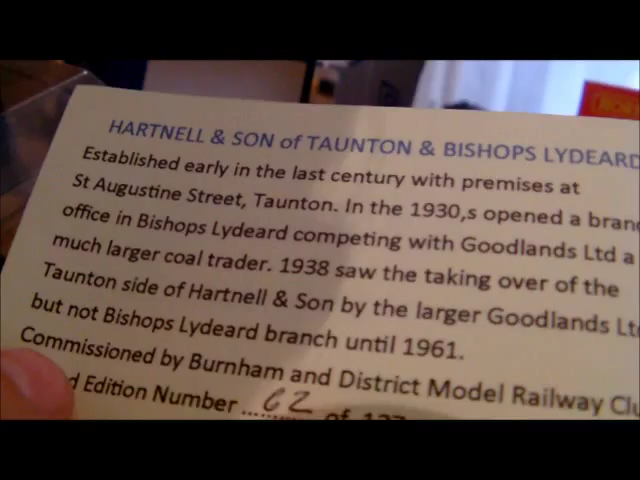 HARTNELL & SON of TAUNTON & BISHOPS LYDEARD
Established early in the last century with premises at
St Augustine Street, Taunton. In the 1930,s opened a branc
office in Bishops Lydeard competing with Goodlands Ltd a
much larger coal trader. 1938 saw the taking over of the
Taunton side of Hartnell & Son by the larger Goodlands Ltd
but not Bishops Lydeard branch until 1961.
Commissioned by Burnham and District Model Railway Clu
d Edition Number 62 of